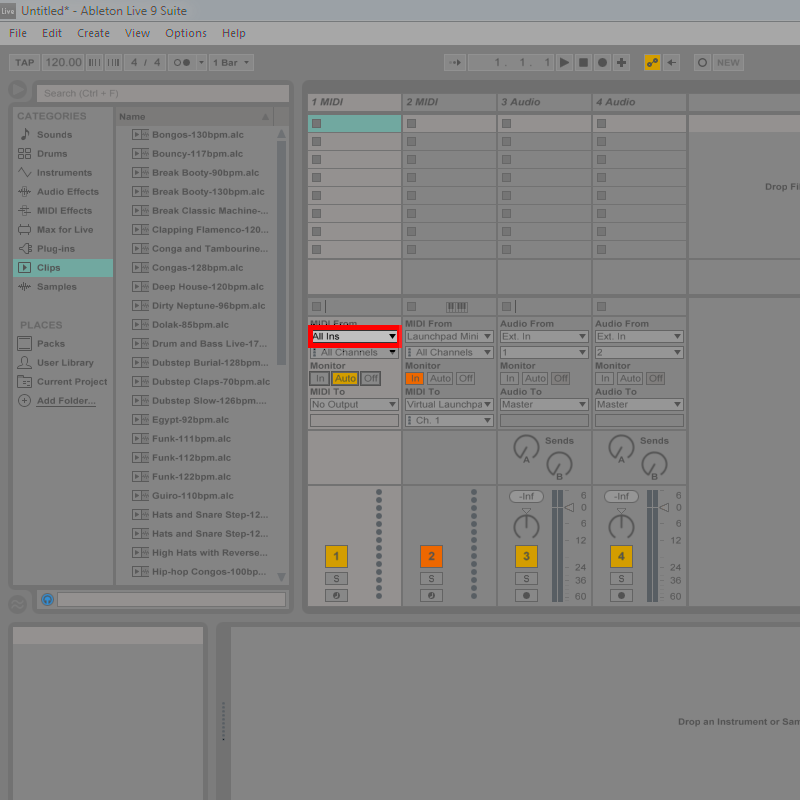 Live Untitled* - Ableton Live 9 Suite
File Edit Create View Options Help
TAP 120.00 4 / 4 1 Bar 1. 1. 1 NEW
Search (Ctrl + F)
CATEGORIES
Sounds
Drums
Instruments
Audio Effects
MIDI Effects
Max for Live
Plug-ins
Clips
Samples
PLACES
Packs
User Library
Current Project
Add Folder...
Name
Bongos-130bpm.alc
Bouncy-117bpm.alc
Break Booty-90bpm.alc
Break Booty-130bpm.alc
Break Classic Machine-...
Clapping Flamenco-120...
Conga and Tambourine...
Congas-128bpm.alc
Deep House-120bpm.alc
Dirty Neptune-96bpm.alc
Dolak-85bpm.alc
Drum and Bass Live-17...
Dubstep Burial-128bpm...
Dubstep Claps-70bpm.alc
Dubstep Slow-126bpm....
Egypt-92bpm.alc
Funk-111bpm.alc
Funk-112bpm.alc
Funk-122bpm.alc
Guiro-110bpm.alc
Hats and Snare Step-12...
Hats and Snare Step-12...
High Hats with Reverse...
Hip-hop Congos-100bp...
1 MIDI 2 MIDI 3 Audio 4 Audio
Drop Fil
MIDI From MIDI From Audio From Audio From
All Ins Launchpad Mini Ext. In Ext. In
All Channels All Channels 1 2
Monitor Monitor Monitor Monitor
In Auto Off In Auto Off In Auto Off In Auto Off
MIDI To MIDI To Audio To Audio To
No Output Virtual Launchpa Master Master
Ch. 1
Sends Sends
A B A B
-Inf 6 -Inf 6
0 0
6 6
12 12
1 2 3 4
24 24
S S S S
36 36
60 60
Drop an Instrument or Sam